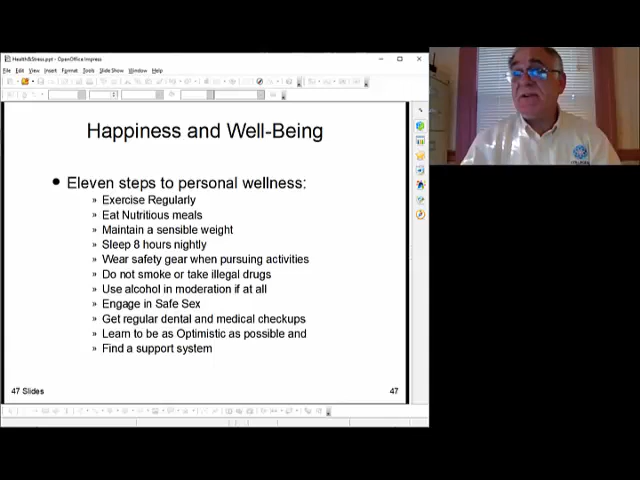 Health&Stress.ppt - OpenOffice Impress
File Edit View Insert Format Tools Slide Show Window Help
Happiness and Well-Being
• Eleven steps to personal wellness:
» Exercise Regularly
» Eat Nutritious meals
» Maintain a sensible weight
» Sleep 8 hours nightly
» Wear safety gear when pursuing activities
» Do not smoke or take illegal drugs
» Use alcohol in moderation if at all
» Engage in Safe Sex
» Get regular dental and medical checkups
» Learn to be as Optimistic as possible and
» Find a support system
47 Slides 47